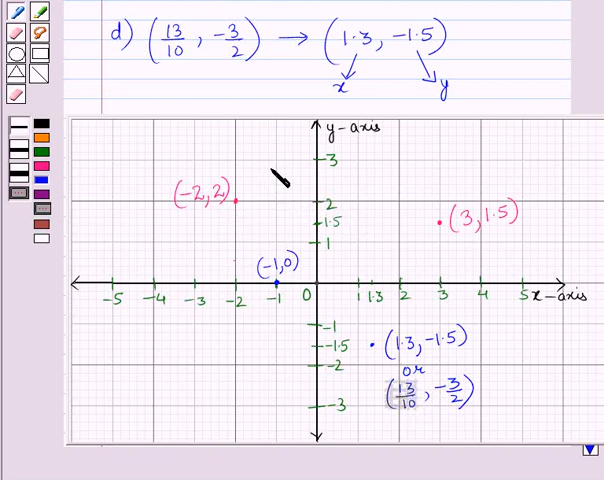 d) (13/10, -3/2) → (1.3, -1.5)
x y
y-axis
3
(-2, 2) 2
1.5 (3, 1.5)
1
(-1, 0)
-5 -4 -3 -2 -1 0 1 1.3 2 3 4 5 x-axis
-1
-1.5 (1.3, -1.5)
-2 or
(13/10, -3/2)
-3